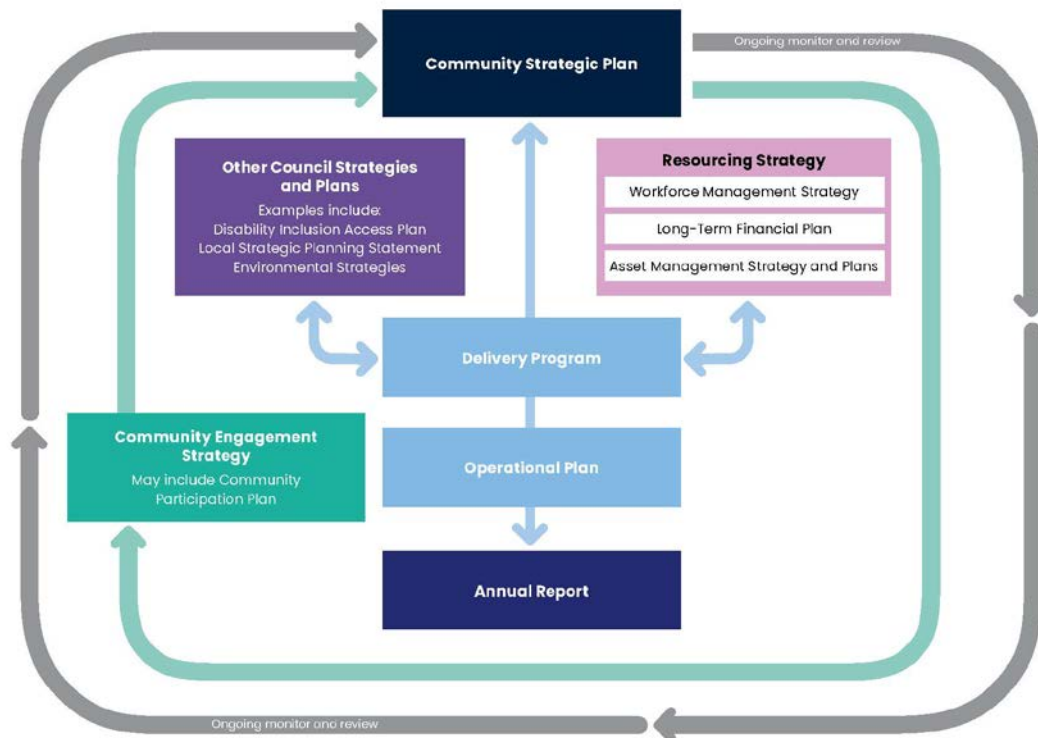 Ongoing monitor and review
Community Strategic Plan
Other Council Strategies
and Plans
Examples include:
Disability Inclusion Access Plan
Local Strategic Planning Statement
Environmental Strategies
Resourcing Strategy
Workforce Management Strategy
Long-Term Financial Plan
Asset Management Strategy and Plans
Delivery Program
Community Engagement
Strategy
May include Community
Participation Plan
Operational Plan
Annual Report
Ongoing monitor and review